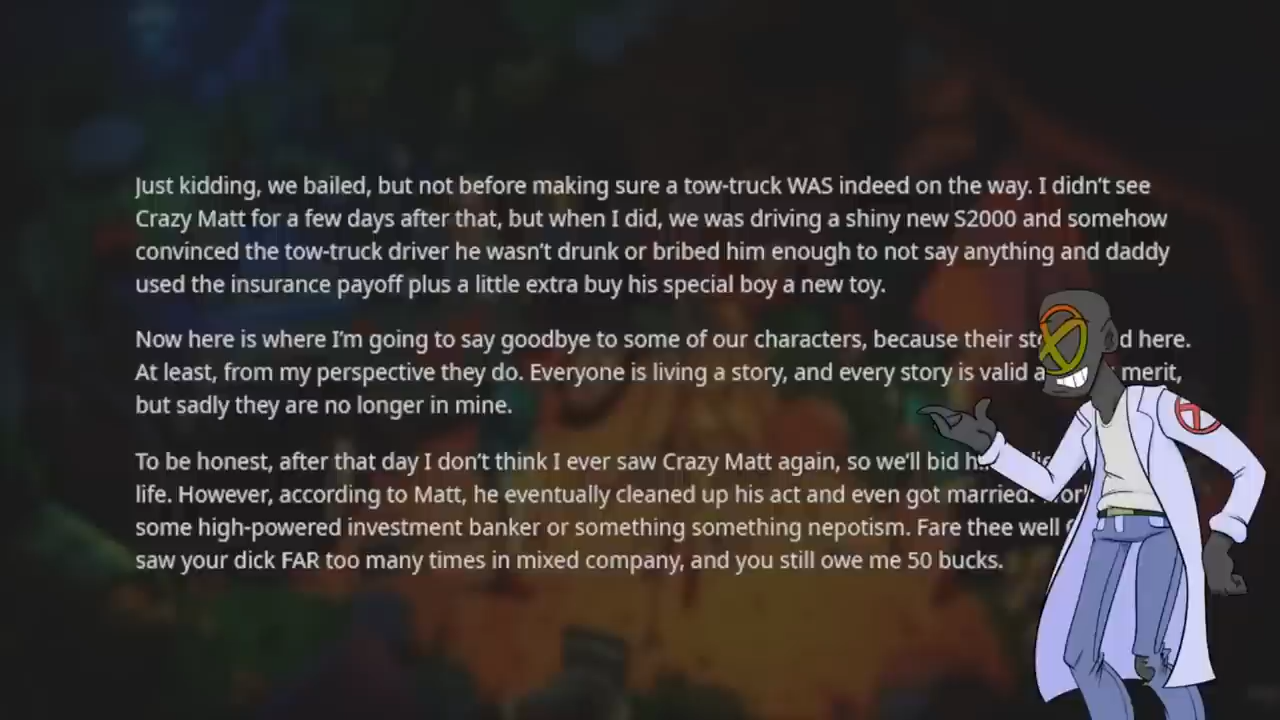 Just kidding, we bailed, but not before making sure a tow-truck WAS indeed on the way. I didn't see
Crazy Matt for a few days after that, but when I did, we was driving a shiny new S2000 and somehow
convinced the tow-truck driver he wasn't drunk or bribed him enough to not say anything and daddy
used the insurance payoff plus a little extra buy his special boy a new toy.
Now here is where I'm going to say goodbye to some of our characters, because their here.
At least, from my perspective they do. Everyone is living a story, and every story is valid merit,
but sadly they are no longer in mine.
To be honest, after that day I don't think I ever saw Crazy Matt again, so we'll bid
life. However, according to Matt, he eventually cleaned up his act and even got married.
some high-powered investment banker or something something nepotism. Fare thee well
saw your dick FAR too many times in mixed company, and you still owe me 50 bucks.